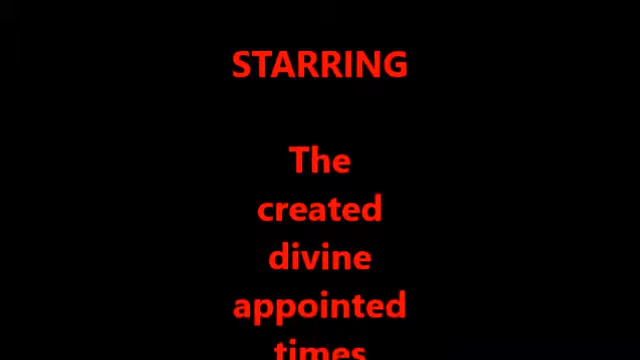 STARRING
The
created
divine
appointed
times